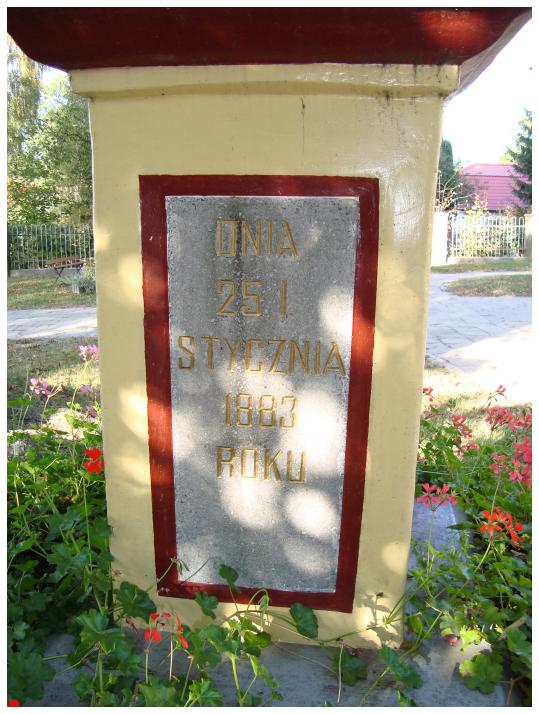 DNIA
25 I
STYCZNIA
1883
ROKU